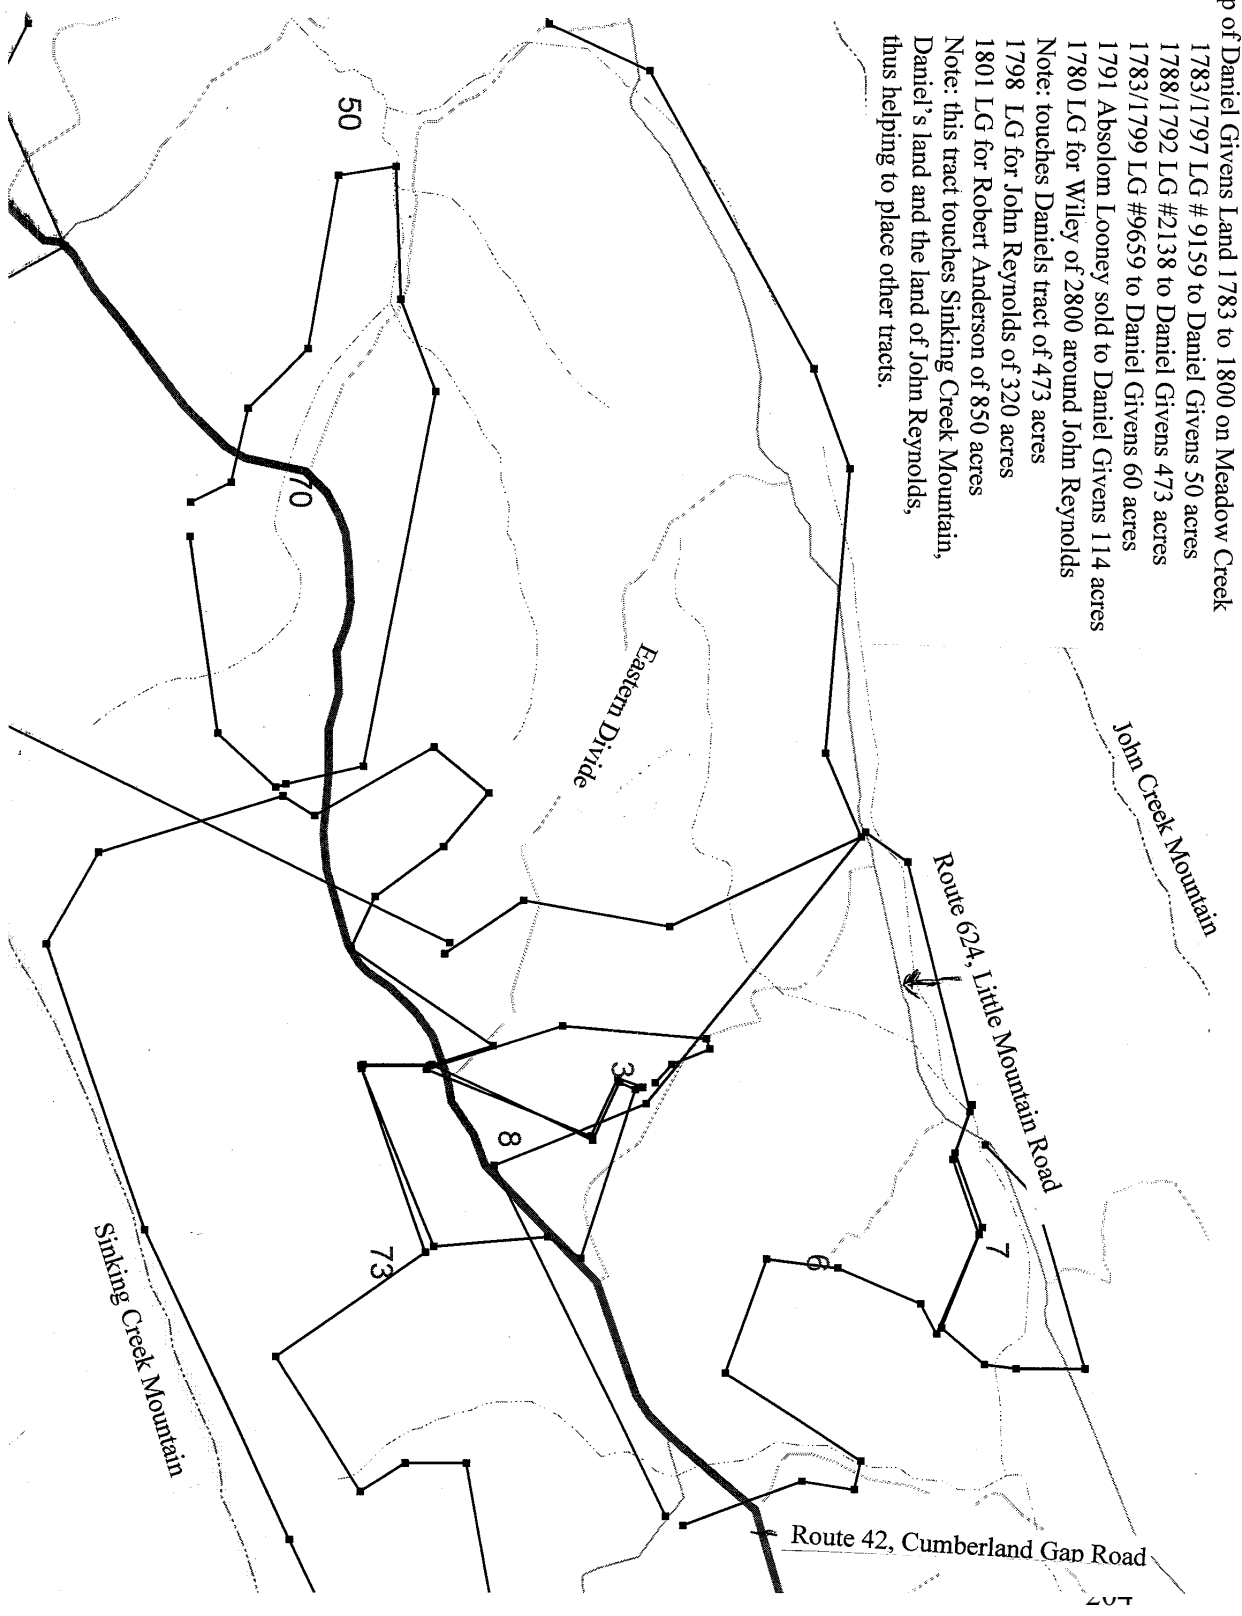 p of Daniel Givens Land 1783 to 1800 on Meadow Creek
1783/1797 LG # 9159 to Daniel Givens 50 acres
1788/1792 LG #2138 to Daniel Givens 473 acres
1783/1799 LG #9659 to Daniel Givens 60 acres
1791 Absolom Looney sold to Daniel Givens 114 acres
1780 LG for Wiley of 2800 around John Reynolds
Note: touches Daniels tract of 473 acres
1798 LG for John Reynolds of 320 acres
1801 LG for Robert Anderson of 850 acres
Note: this tract touches Sinking Creek Mountain,
Daniel's land and the land of John Reynolds,
thus helping to place other tracts.
John Creek Mountain
Route 624, Little Mountain Road
Eastern Divide
50
70
3
8
7
6
73
Sinking Creek Mountain
Route 42, Cumberland Gap Road